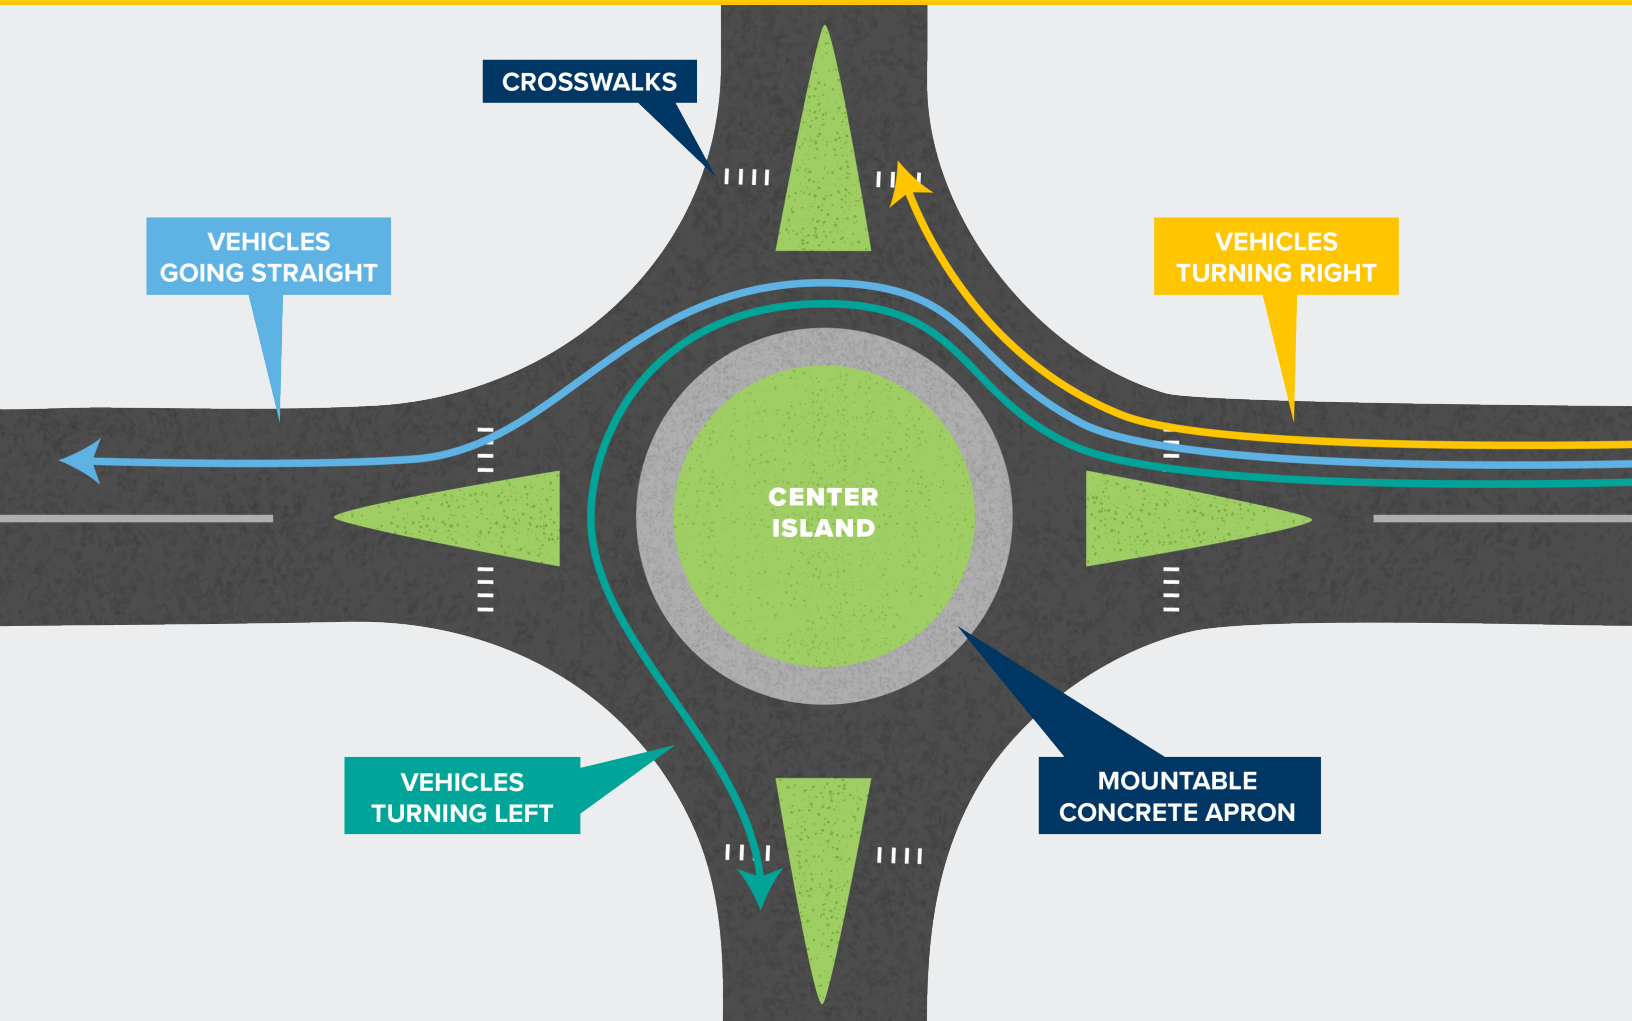 CROSSWALKS
VEHICLES
GOING STRAIGHT
VEHICLES
TURNING RIGHT
CENTER
ISLAND
VEHICLES
TURNING LEFT
MOUNTABLE
CONCRETE APRON